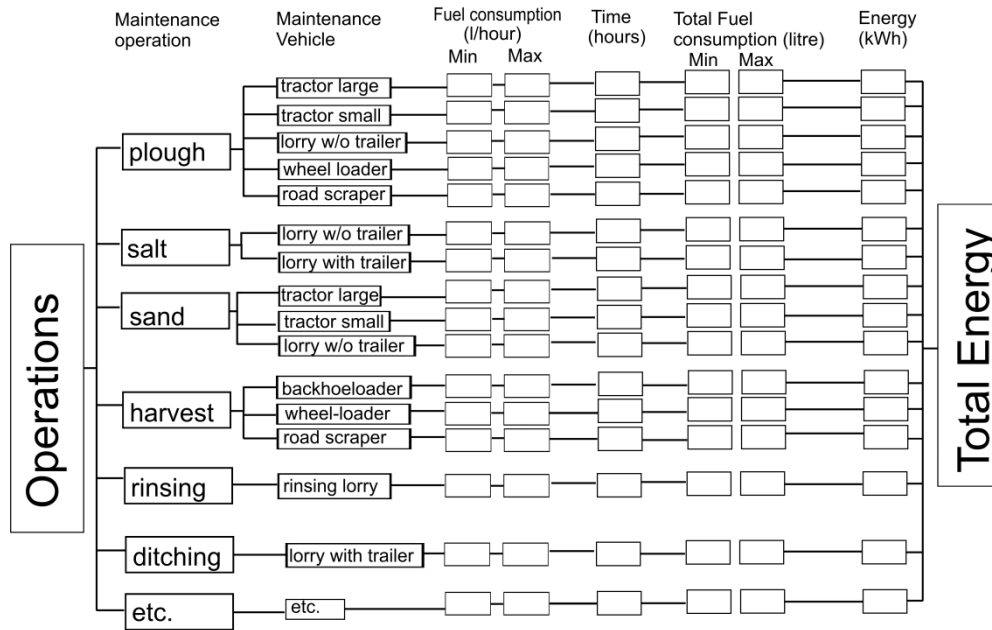 Maintenance
operation
Maintenance
Vehicle
Fuel consumption
(l/hour)
Min Max
Time
(hours)
Total Fuel
consumption (litre)
Min Max
Energy
(kWh)
Operations
plough
tractor large
tractor small
lorry w/o trailer
wheel loader
road scraper
salt
lorry w/o trailer
lorry with trailer
sand
tractor large
tractor small
lorry w/o trailer
harvest
backhoeloader
wheel-loader
road scraper
rinsing
rinsing lorry
ditching
lorry with trailer
etc.
etc.
Total Energy